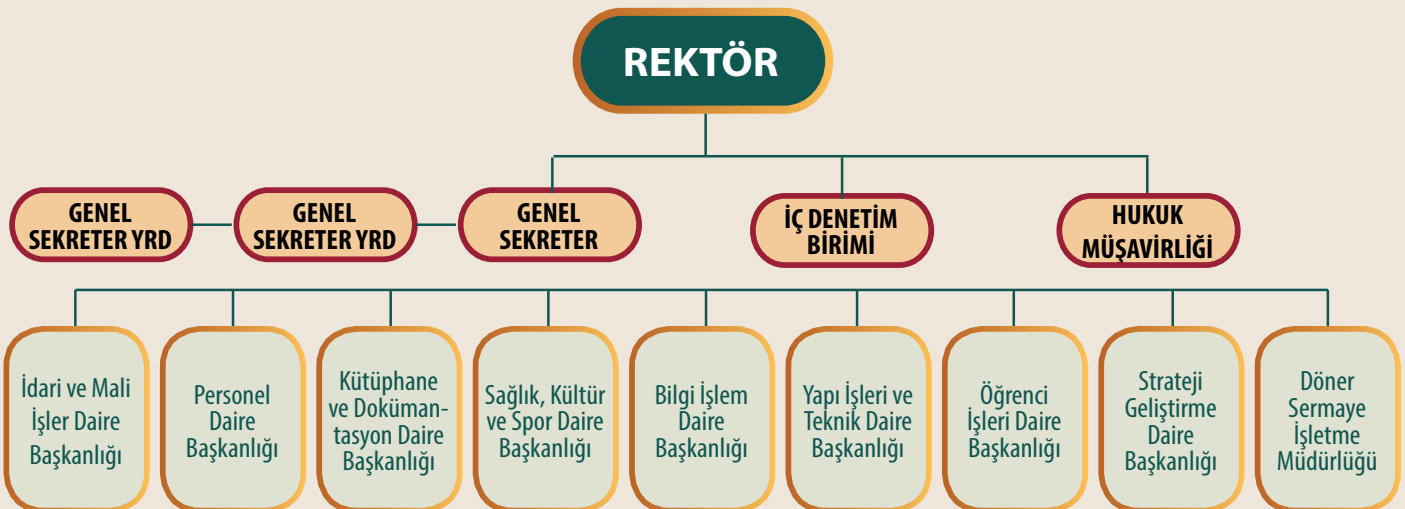 REKTÖR
GENEL
SEKRETER YRD
GENEL
SEKRETER YRD
GENEL
SEKRETER
İÇ DENETİM
BİRİMİ
HUKUK
MÜŞAVİRLİĞİ
İdari ve Mali
İşler Daire
Başkanlığı
Personel
Daire
Başkanlığı
Kütüphane
ve Doküman-
tasyon Daire
Başkanlığı
Sağlık, Kültür
ve Spor Daire
Başkanlığı
Bilgi İşlem
Daire
Başkanlığı
Yapı İşleri ve
Teknik Daire
Başkanlığı
Öğrenci
İşleri Daire
Başkanlığı
Strateji
Geliştirme
Daire
Başkanlığı
Döner
Sermaye
İşletme
Müdürlüğü